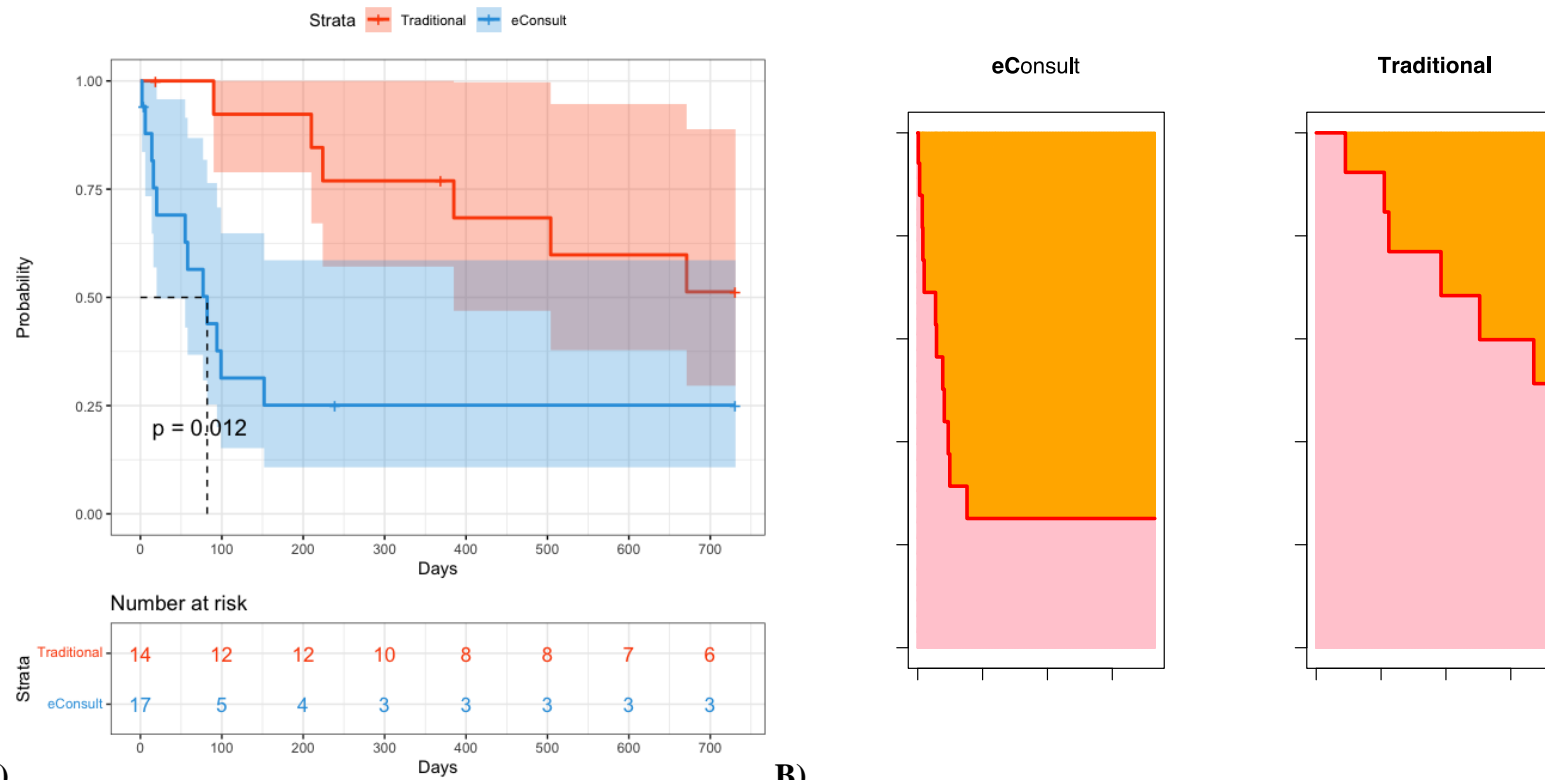 Strata Traditional eConsult
eConsult
Traditional
1.00
0.75
0.50
0.25
0.00
Probability
p = 0.012
0 100 200 300 400 500 600 700
Days
Number at risk
Strata
Traditional 14 12 12 10 8 8 7 6
eConsult 17 5 4 3 3 3 3 3
0 100 200 300 400 500 600 700
Days
)
B)